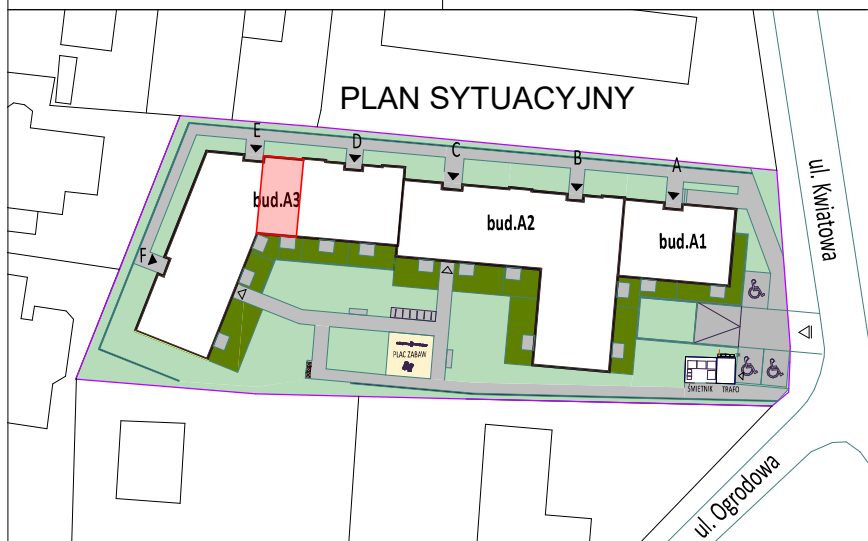 PLAN SYTUACYJNY
E
D
C
B
A
ul. Kwiatowa
bud.A3
bud.A2
bud.A1
F
PLAC ZABAW
ŚMIETNIK
TRAFO
ul. Ogrodowa